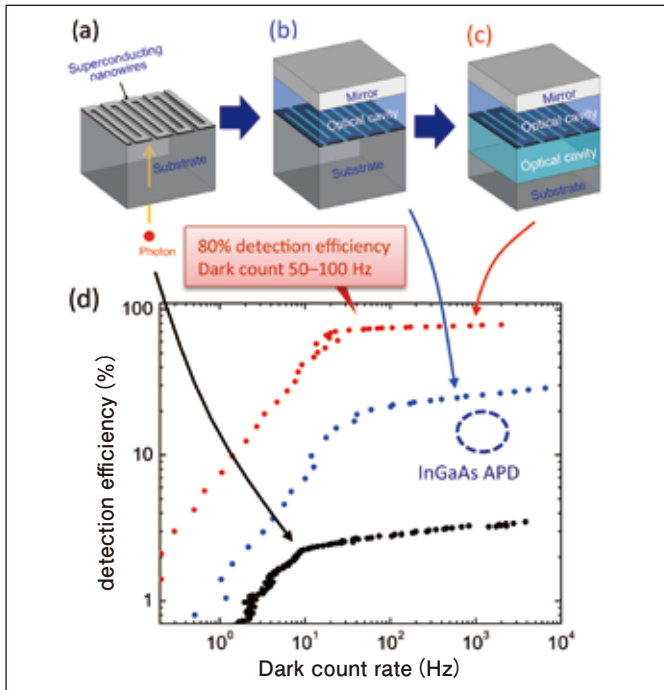 (a)
(b)
(c)
Superconducting
nanowires
Substrate
Photon
Mirror
Optical cavity
Substrate
Mirror
Optical cavity
Optical cavity
Substrate
80% detection efficiency
Dark count 50–100 Hz
(d)
100
10
1
detection efficiency (%)
InGaAs APD
10⁰
10¹
10²
10³
10⁴
Dark count rate (Hz)